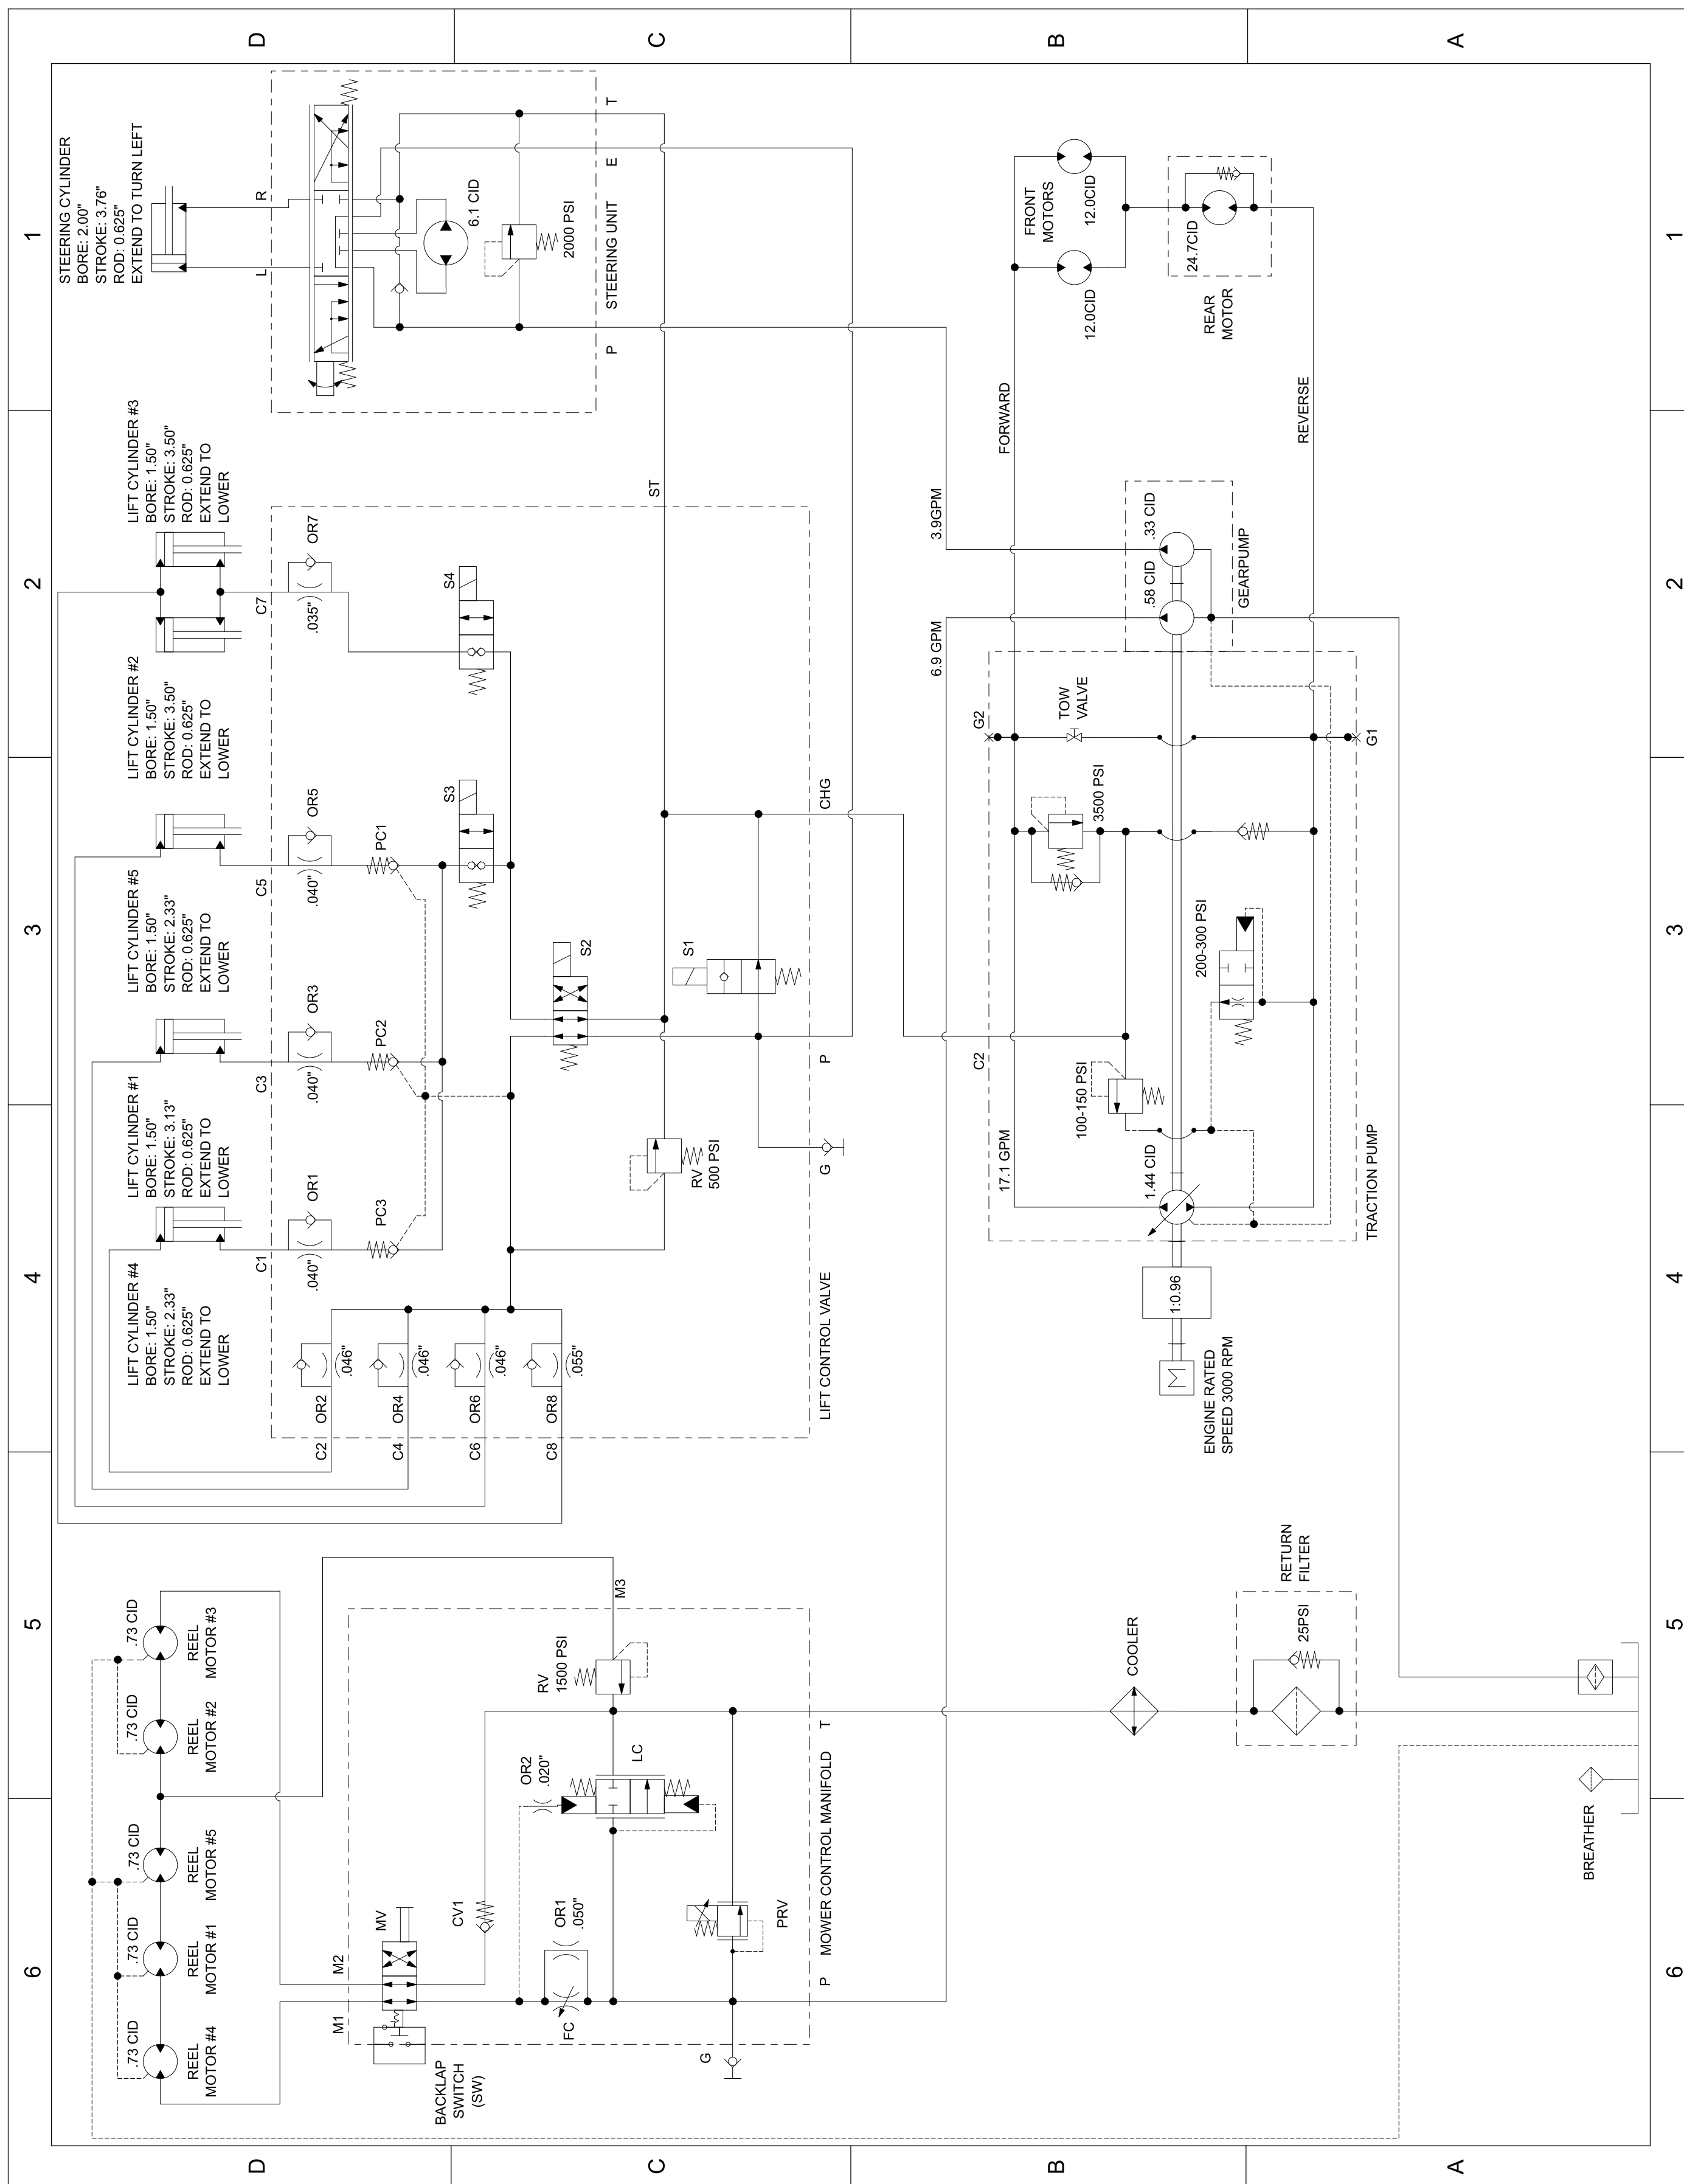 6
5
4
3
2
1
D
C
B
A
.73 CID
REEL
MOTOR #4
.73 CID
REEL
MOTOR #1
.73 CID
REEL
MOTOR #5
.73 CID
REEL
MOTOR #2
.73 CID
REEL
MOTOR #3
BACKLAP
SWITCH
(SW)
M1
M2
MV
CV1
FC
OR1
.050"
OR2
.020"
LC
RV
1500 PSI
M3
PRV
G
P
MOWER CONTROL MANIFOLD
T
LIFT CYLINDER #4
BORE: 1.50"
STROKE: 2.33"
ROD: 0.625"
EXTEND TO
LOWER
LIFT CYLINDER #1
BORE: 1.50"
STROKE: 3.13"
ROD: 0.625"
EXTEND TO
LOWER
LIFT CYLINDER #5
BORE: 1.50"
STROKE: 2.33"
ROD: 0.625"
EXTEND TO
LOWER
LIFT CYLINDER #2
BORE: 1.50"
STROKE: 3.50"
ROD: 0.625"
EXTEND TO
LOWER
LIFT CYLINDER #3
BORE: 1.50"
STROKE: 3.50"
ROD: 0.625"
EXTEND TO
LOWER
C1
OR1
.040"
C3
OR3
.040"
C5
OR5
.040"
C7
OR7
.035"
PC3
PC2
PC1
C2
OR2
.046"
C4
OR4
.046"
C6
OR6
.046"
C8
OR8
.055"
S3
S4
S2
S1
RV
500 PSI
G
P
CHG
ST
LIFT CONTROL VALVE
STEERING CYLINDER
BORE: 2.00"
STROKE: 3.76"
ROD: 0.625"
EXTEND TO TURN LEFT
L
R
6.1 CID
2000 PSI
P
STEERING UNIT
E
T
6.9 GPM
3.9GPM
C2
G2
17.1 GPM
100-150 PSI
3500 PSI
TOW
VALVE
1.44 CID
200-300 PSI
G1
TRACTION PUMP
.58 CID
.33 CID
GEARPUMP
1:0.96
M
ENGINE RATED
SPEED 3000 RPM
FORWARD
REVERSE
FRONT
MOTORS
12.0CID
12.0CID
24.7CID
REAR
MOTOR
COOLER
RETURN
FILTER
25PSI
BREATHER
D
C
B
A
6
5
4
3
2
1